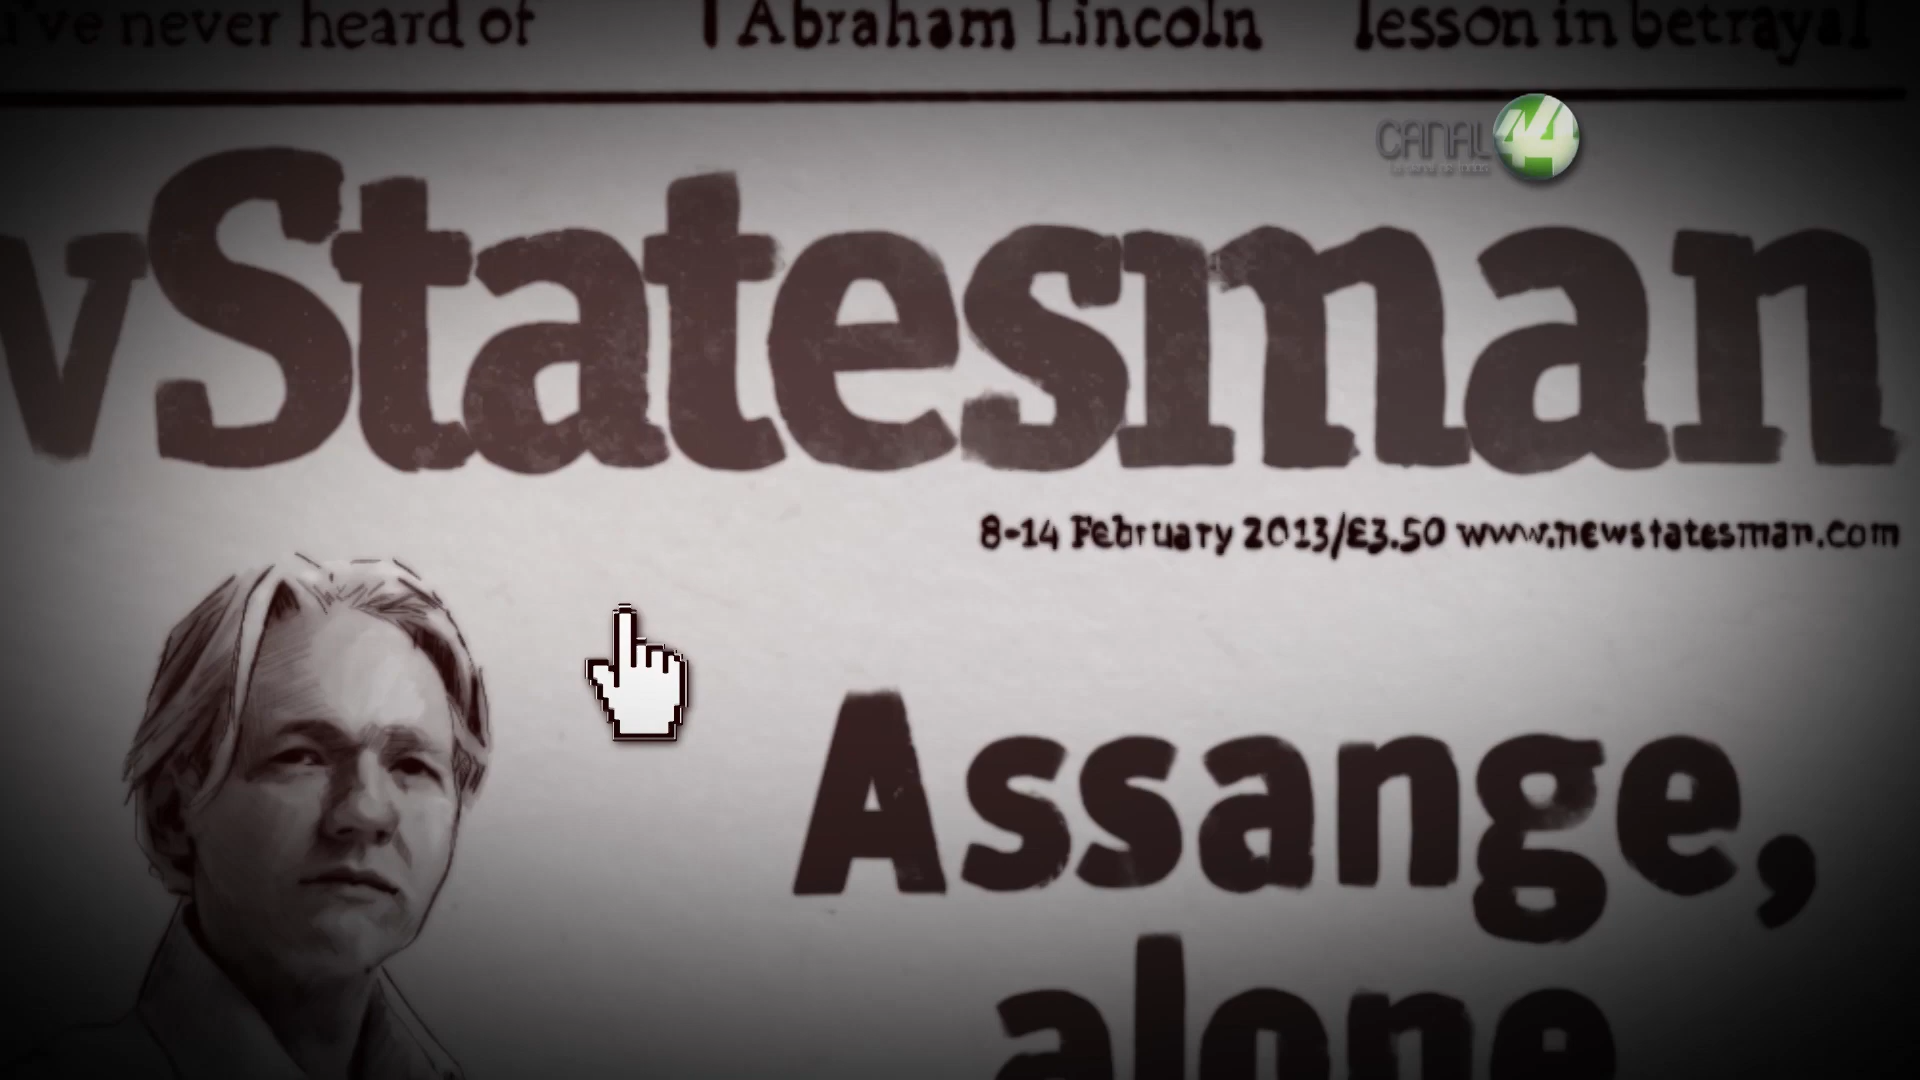 've never heard of
Abraham Lincoln
lesson in betrayal
CANAL 44
vStatesman
8-14 February 2013/£3.50 www.newstatesman.com
Assange,
alone